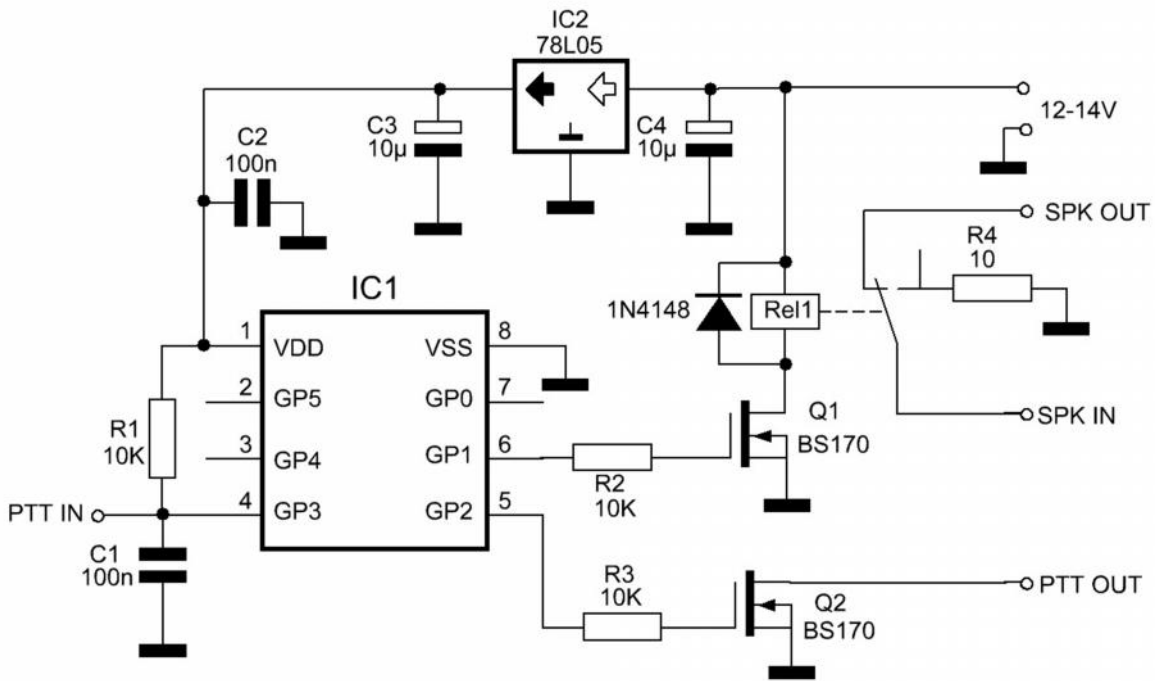 IC2
78L05
C3
10µ
C4
10µ
12-14V
C2
100n
SPK OUT
R4
10
IC1
1N4148
Rel1
1
VDD
VSS
8
2
GP5
GP0
7
Q1
SPK IN
R1
10K
3
GP4
GP1
6
BS170
R2
10K
PTT IN
4
GP3
GP2
5
C1
100n
R3
10K
Q2
BS170
PTT OUT